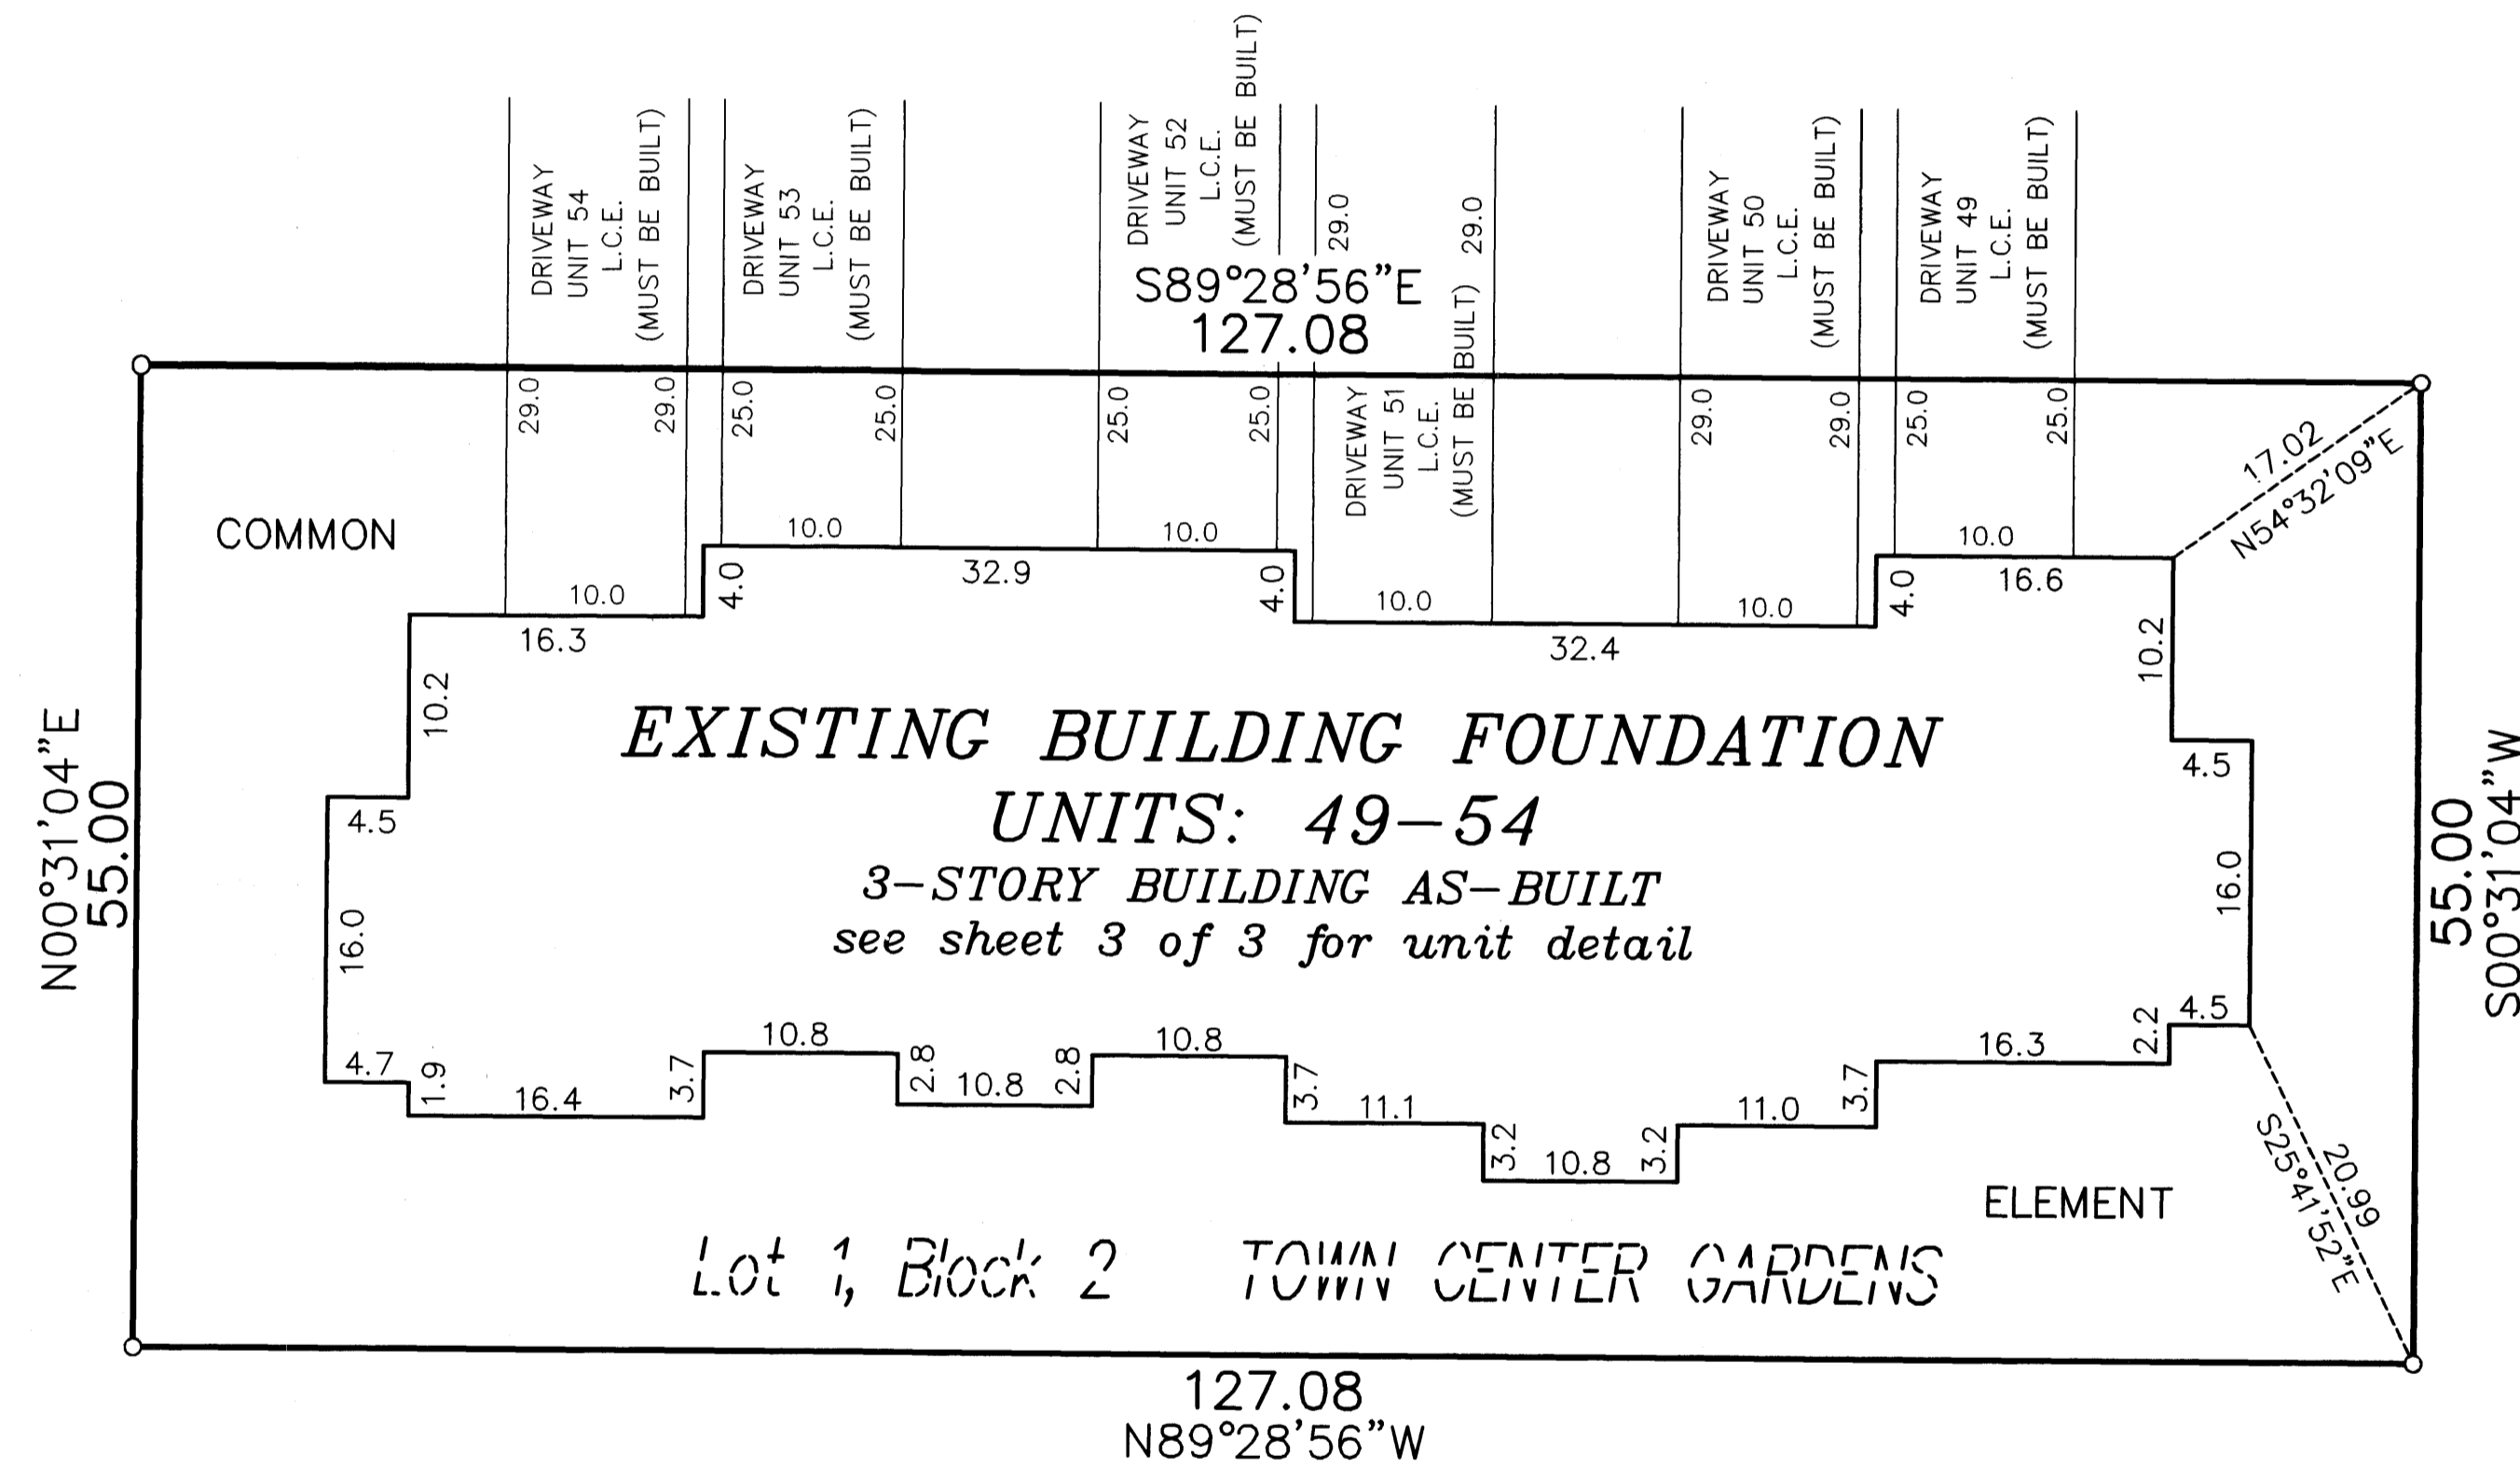 DRIVEWAY
UNIT 54
L.C.E.
(MUST BE BUILT)
DRIVEWAY
UNIT 53
L.C.E.
(MUST BE BUILT)
DRIVEWAY
UNIT 52
L.C.E.
(MUST BE BUILT)
29.0
29.0
DRIVEWAY
UNIT 50
L.C.E.
(MUST BE BUILT)
DRIVEWAY
UNIT 49
L.C.E.
(MUST BE BUILT)
S89°28'56"E
127.08
29.0
29.0
25.0
25.0
25.0
25.0
DRIVEWAY
UNIT 51
L.C.E.
(MUST BE BUILT)
29.0
29.0
25.0
25.0
17.02
N54°32'09"E
COMMON
10.0
10.0
10.0
10.0
10.0
10.0
16.3
4.0
32.9
4.0
32.4
4.0
16.6
10.2
10.2
4.5
4.5
N00°31'04"E
55.00
EXISTING BUILDING FOUNDATION
UNITS: 49-54
3-STORY BUILDING AS-BUILT
see sheet 3 of 3 for unit detail
16.0
16.0
55.00
S00°31'04"W
4.7
1.9
16.4
3.7
10.8
2.8
10.8
2.8
10.8
3.7
11.1
3.2
10.8
3.2
11.0
3.7
16.3
2.2
4.5
20.99
S25°41'52"E
ELEMENT
Lot 1, Block 2 TOWN CENTER GARDENS
127.08
N89°28'56"W